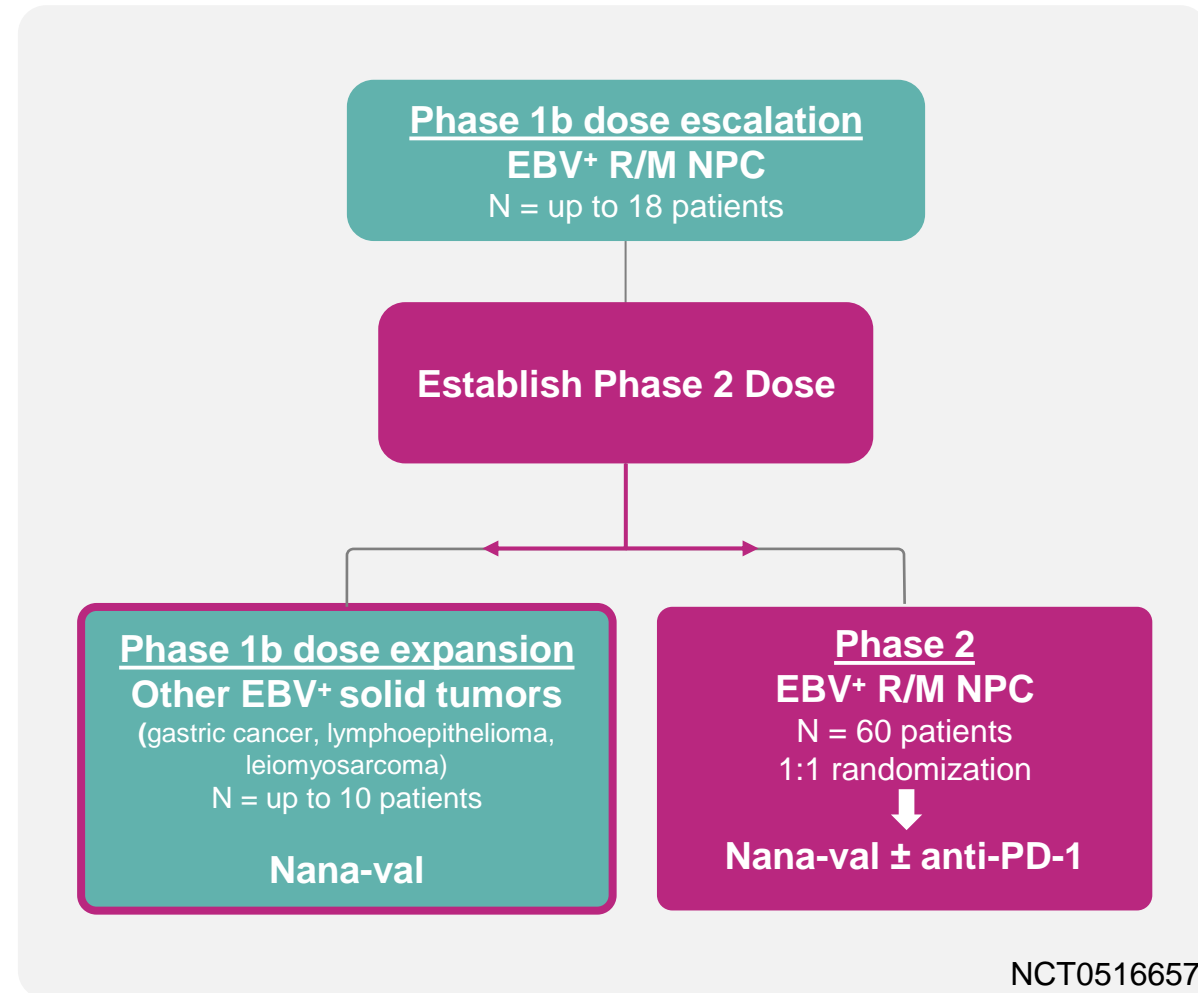 Phase 1b dose escalation
EBV⁺ R/M NPC
N = up to 18 patients
Establish Phase 2 Dose
Phase 1b dose expansion
Other EBV⁺ solid tumors
(gastric cancer, lymphoepithelioma,
leiomyosarcoma)
N = up to 10 patients
Nana-val
Phase 2
EBV⁺ R/M NPC
N = 60 patients
1:1 randomization
Nana-val ± anti-PD-1
NCT0516657